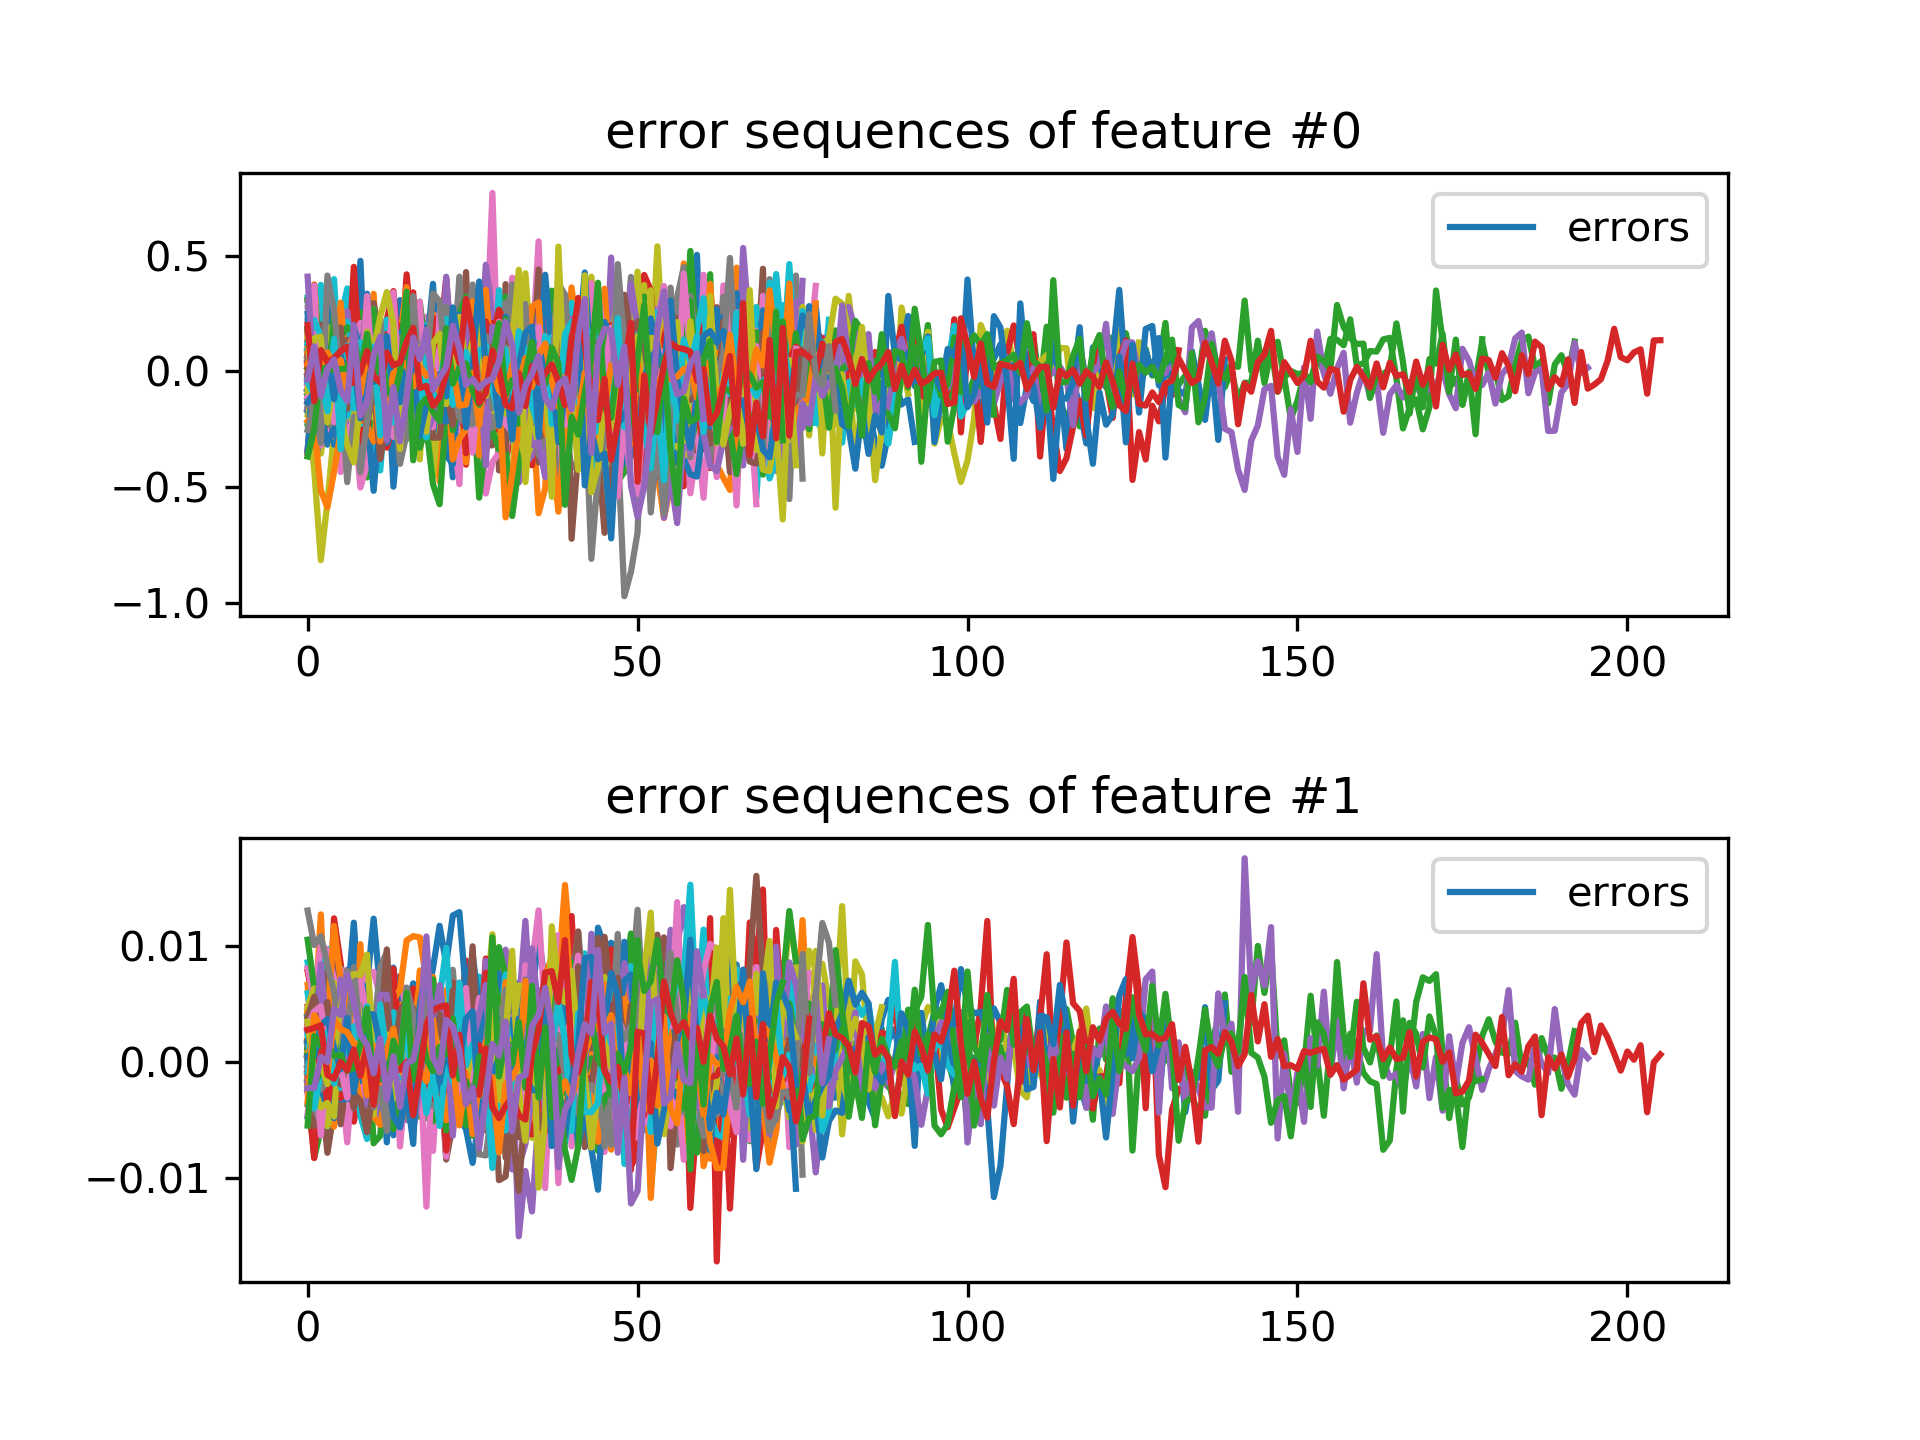 error sequences of feature #0
errors
0.5
0.0
−0.5
−1.0
0 50 100 150 200
error sequences of feature #1
errors
0.01
0.00
−0.01
0 50 100 150 200